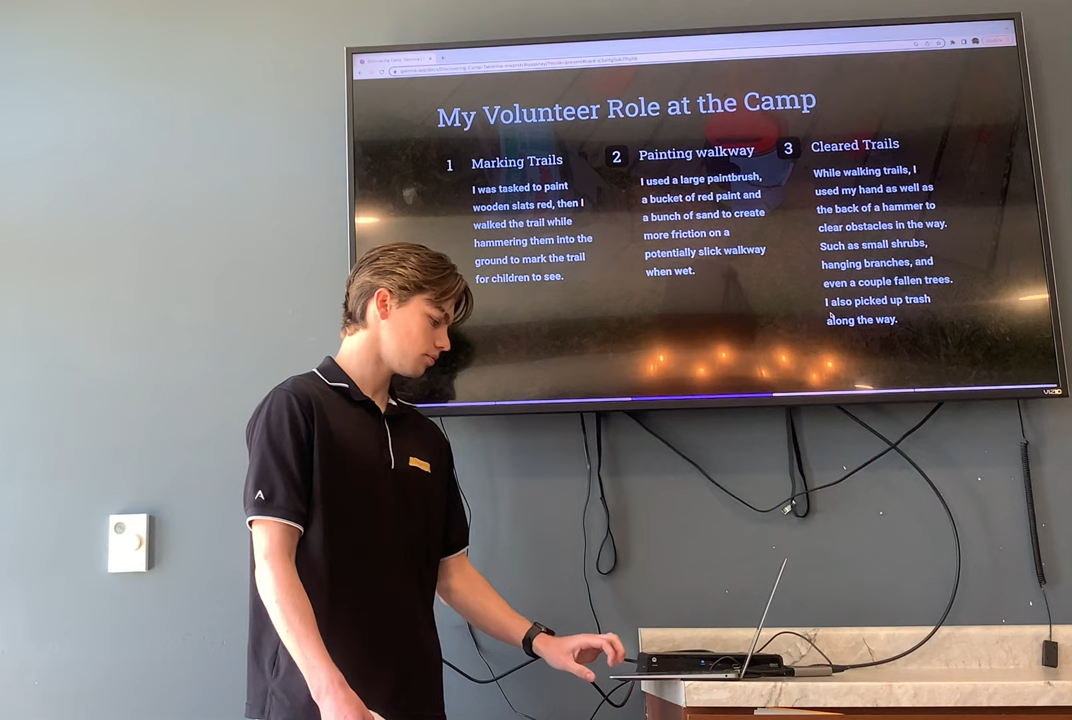 My Volunteer Role at the Camp
1 Marking Trails
I was tasked to paint
wooden slats red, then I
walked the trail while
hammering them into the
ground to mark the trail
for children to see.
2 Painting walkway
I used a large paintbrush,
a bucket of red paint and
a bunch of sand to create
more friction on a
potentially slick walkway
when wet.
3 Cleared Trails
While walking trails, I
used my hand as well as
the back of a hammer to
clear obstacles in the way.
Such as small shrubs,
hanging branches, and
even a couple fallen trees.
I also picked up trash
along the way.
VIZIO